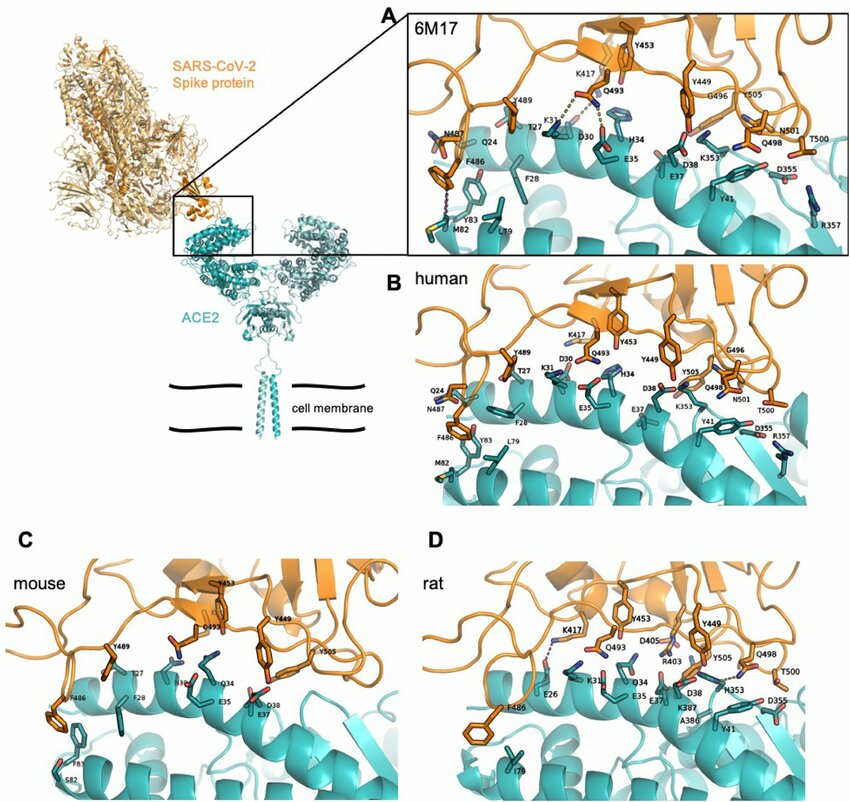 A
6M17
SARS-CoV-2
Spike protein
Y453
K417
Q493
Y449
Y489
G496
Y505
N487
T27
K31
D30
H34
N501
Q24
Q498
T500
F486
E35
K353
D38
E37
D355
F28
Y41
Y83
M82
L79
R357
ACE2
cell membrane
B
human
K417
Y453
G496
Y489
D30
Q493
Y449
T27
K31
H34
Y505
Q24
D38
Q498
N501
N487
E35
K353
T500
F28
E37
Y41
D355
F486
Y83
L79
R357
M82
C
mouse
Y453
Q493
Y449
Y489
Y505
T27
N30
Q34
F486
F28
E35
D38
E37
F83
S82
D
rat
K417
Y453
Y449
Q493
D405
Y505
Q498
R403
T500
E26
K31
Q34
H353
E35
E37
D38
K387
D355
F486
A386
Y41
I79